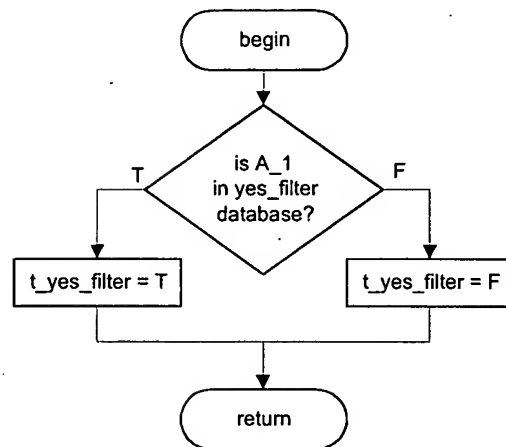 begin
T
F
is A_1
in yes_filter
database?
t_yes_filter = T
t_yes_filter = F
return